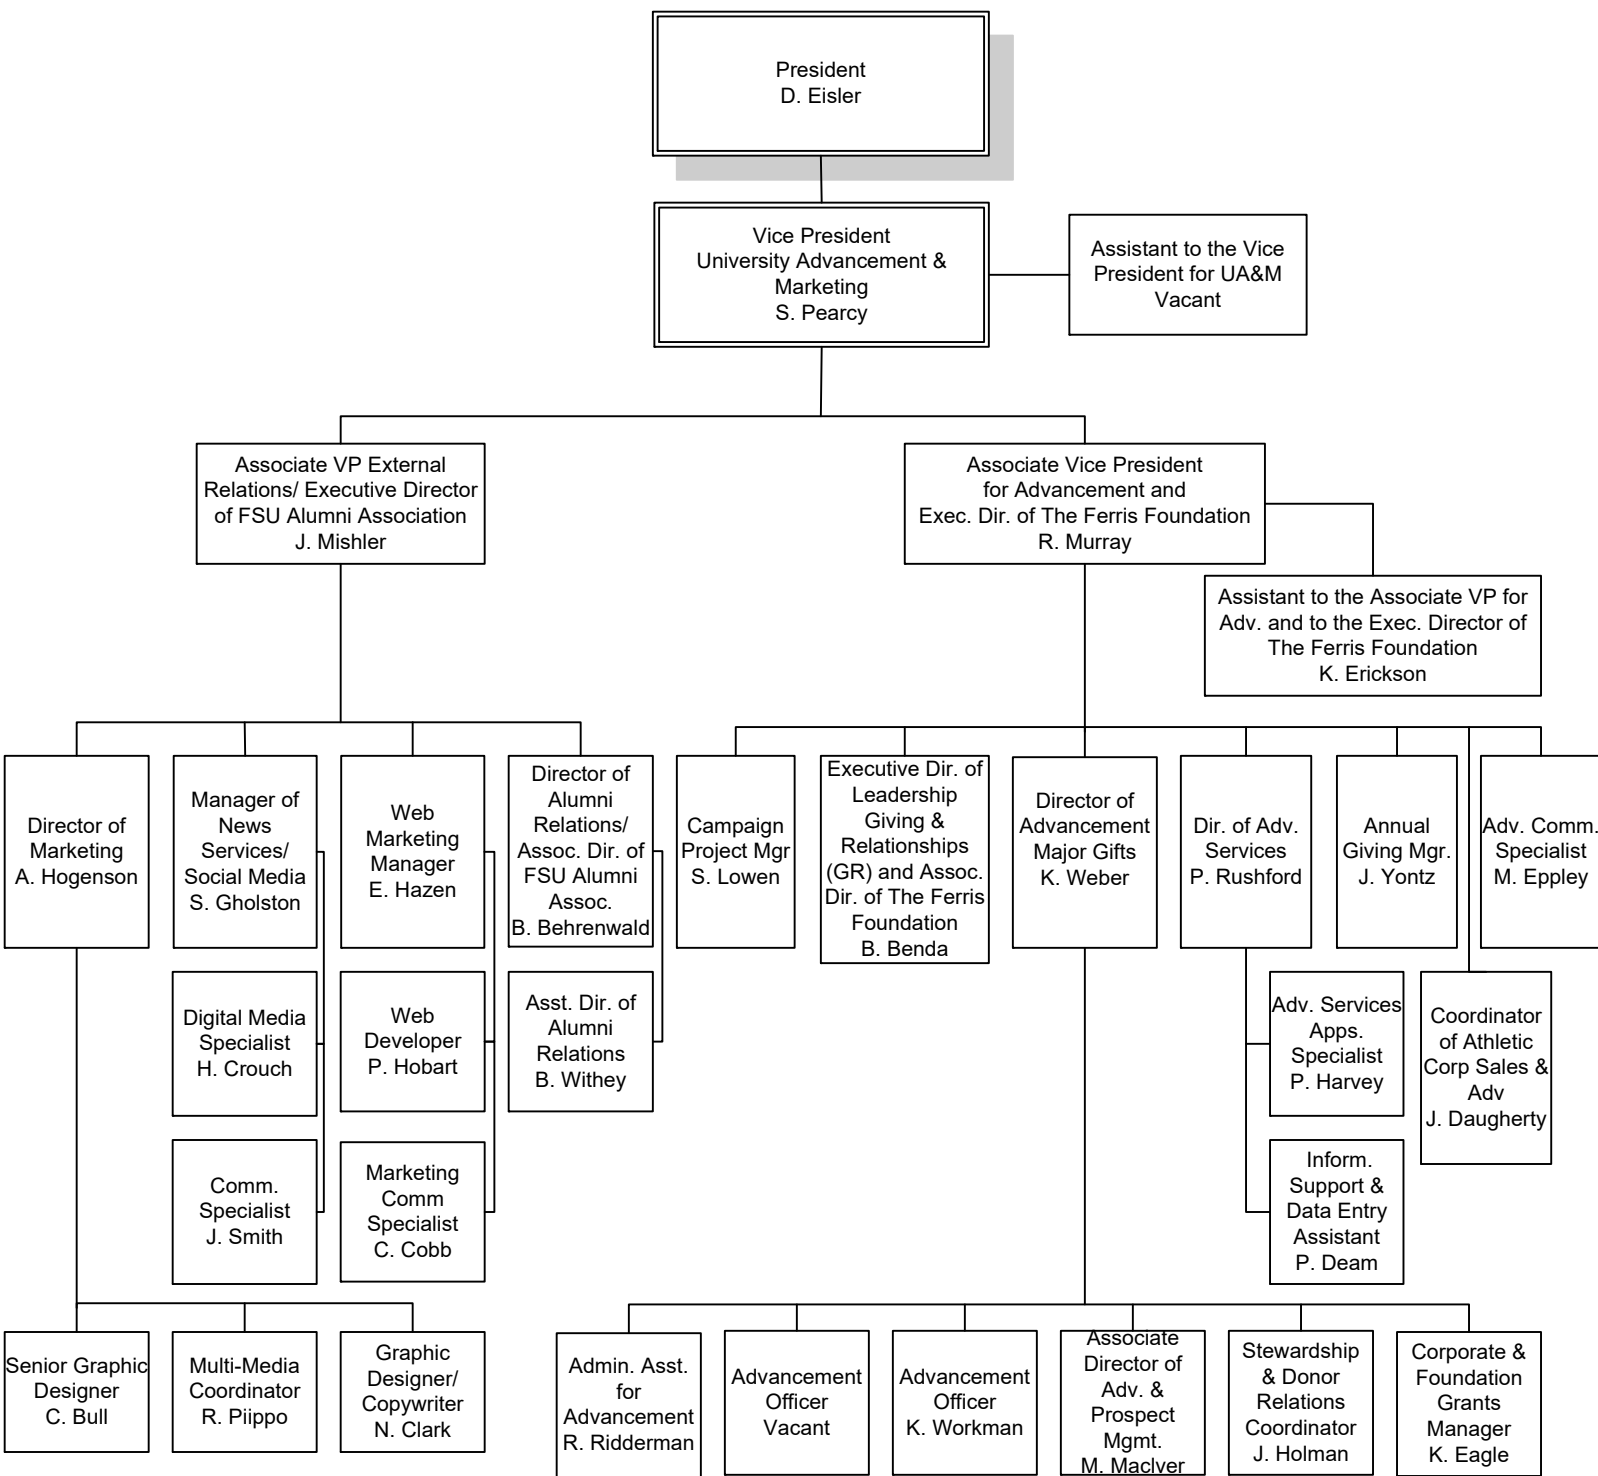 President
D. Eisler
Vice President
University Advancement &
Marketing
S. Pearcy
Assistant to the Vice
President for UA&M
Vacant
Associate VP External
Relations/ Executive Director
of FSU Alumni Association
J. Mishler
Associate Vice President
for Advancement and
Exec. Dir. of The Ferris Foundation
R. Murray
Assistant to the Associate VP for
Adv. and to the Exec. Director of
The Ferris Foundation
K. Erickson
Director of
Marketing
A. Hogenson
Manager of
News
Services/
Social Media
S. Gholston
Web
Marketing
Manager
E. Hazen
Director of
Alumni
Relations/
Assoc. Dir. of
FSU Alumni
Assoc.
B. Behrenwald
Campaign
Project Mgr
S. Lowen
Executive Dir. of
Leadership
Giving &
Relationships
(GR) and Assoc.
Dir. of The Ferris
Foundation
B. Benda
Director of
Advancement
Major Gifts
K. Weber
Dir. of Adv.
Services
P. Rushford
Annual
Giving Mgr.
J. Yontz
Adv. Comm.
Specialist
M. Eppley
Digital Media
Specialist
H. Crouch
Web
Developer
P. Hobart
Asst. Dir. of
Alumni
Relations
B. Withey
Adv. Services
Apps.
Specialist
P. Harvey
Coordinator
of Athletic
Corp Sales &
Adv
J. Daugherty
Comm.
Specialist
J. Smith
Marketing
Comm
Specialist
C. Cobb
Inform.
Support &
Data Entry
Assistant
P. Deam
Senior Graphic
Designer
C. Bull
Multi-Media
Coordinator
R. Piippo
Graphic
Designer/
Copywriter
N. Clark
Admin. Asst.
for
Advancement
R. Ridderman
Advancement
Officer
Vacant
Advancement
Officer
K. Workman
Associate
Director of
Adv. &
Prospect
Mgmt.
M. MacIver
Stewardship
& Donor
Relations
Coordinator
J. Holman
Corporate &
Foundation
Grants
Manager
K. Eagle